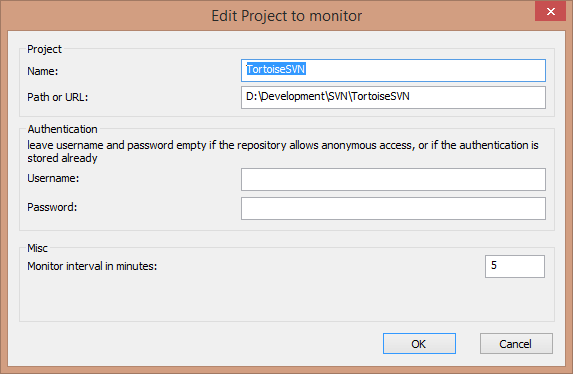 Edit Project to monitor
Project
Name:
TortoiseSVN
Path or URL:
D:\Development\SVN\TortoiseSVN
Authentication
leave username and password empty if the repository allows anonymous access, or if the authentication is
stored already
Username:
Password:
Misc
Monitor interval in minutes:
5
OK
Cancel